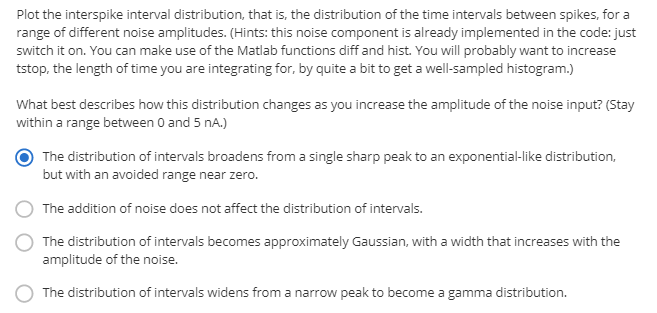 Plot the interspike interval distribution, that is, the distribution of the time intervals between spikes, for a
range of different noise amplitudes. (Hints: this noise component is already implemented in the code: just
switch it on. You can make use of the Matlab functions diff and hist. You will probably want to increase
tstop, the length of time you are integrating for, by quite a bit to get a well-sampled histogram.)
What best describes how this distribution changes as you increase the amplitude of the noise input? (Stay
within a range between 0 and 5 nA.)
The distribution of intervals broadens from a single sharp peak to an exponential-like distribution,
but with an avoided range near zero.
The addition of noise does not affect the distribution of intervals.
The distribution of intervals becomes approximately Gaussian, with a width that increases with the
amplitude of the noise.
The distribution of intervals widens from a narrow peak to become a gamma distribution.